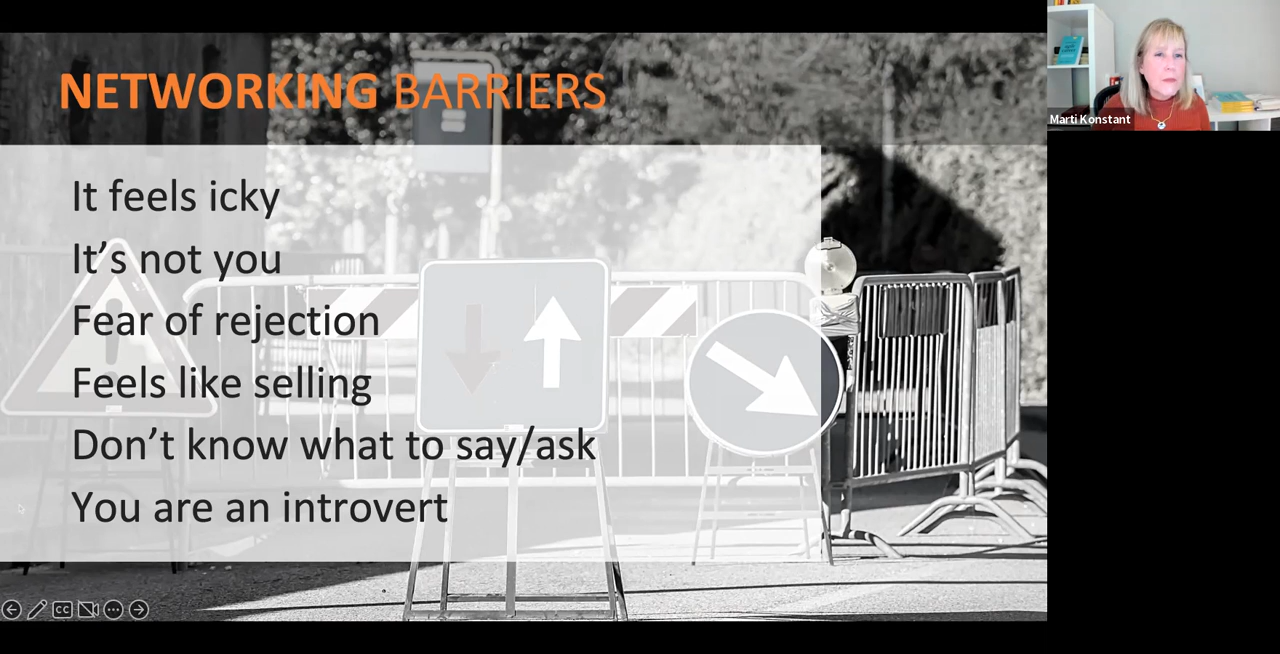 NETWORKING BARRIERS
It feels icky
It’s not you
Fear of rejection
Feels like selling
Don’t know what to say/ask
You are an introvert
Marti Konstant
CC